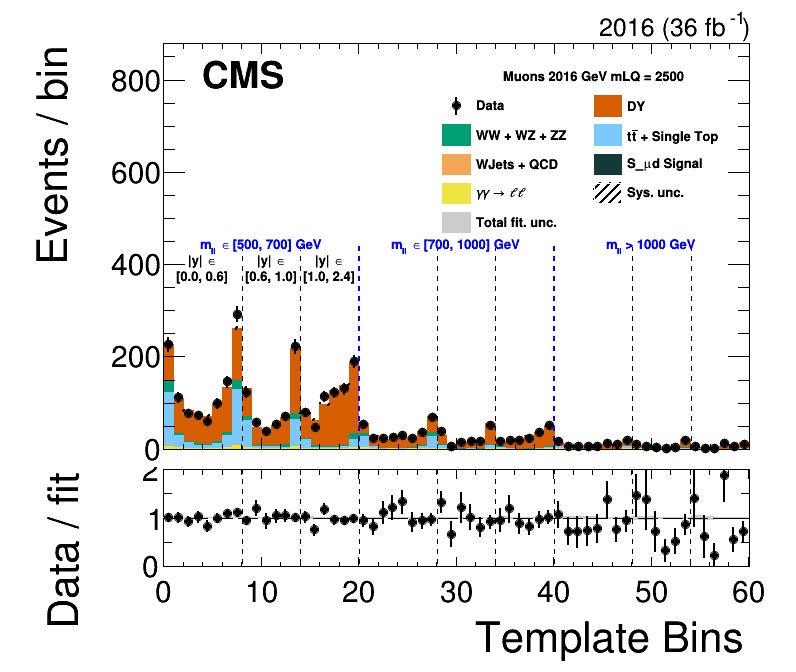 2016 (36 fb⁻¹)
CMS
Muons 2016 GeV mLQ = 2500
Data
DY
WW + WZ + ZZ
tt̄ + Single Top
WJets + QCD
S_μd Signal
γγ → ℓℓ
Sys. unc.
Total fit. unc.
Events / bin
800
600
400
200
0
m_ll ∈ [500, 700] GeV
m_ll ∈ [700, 1000] GeV
m_ll > 1000 GeV
|y| ∈
[0.0, 0.6]
|y| ∈
[0.6, 1.0]
|y| ∈
[1.0, 2.4]
Data / fit
2
1
0
0 10 20 30 40 50 60
Template Bins